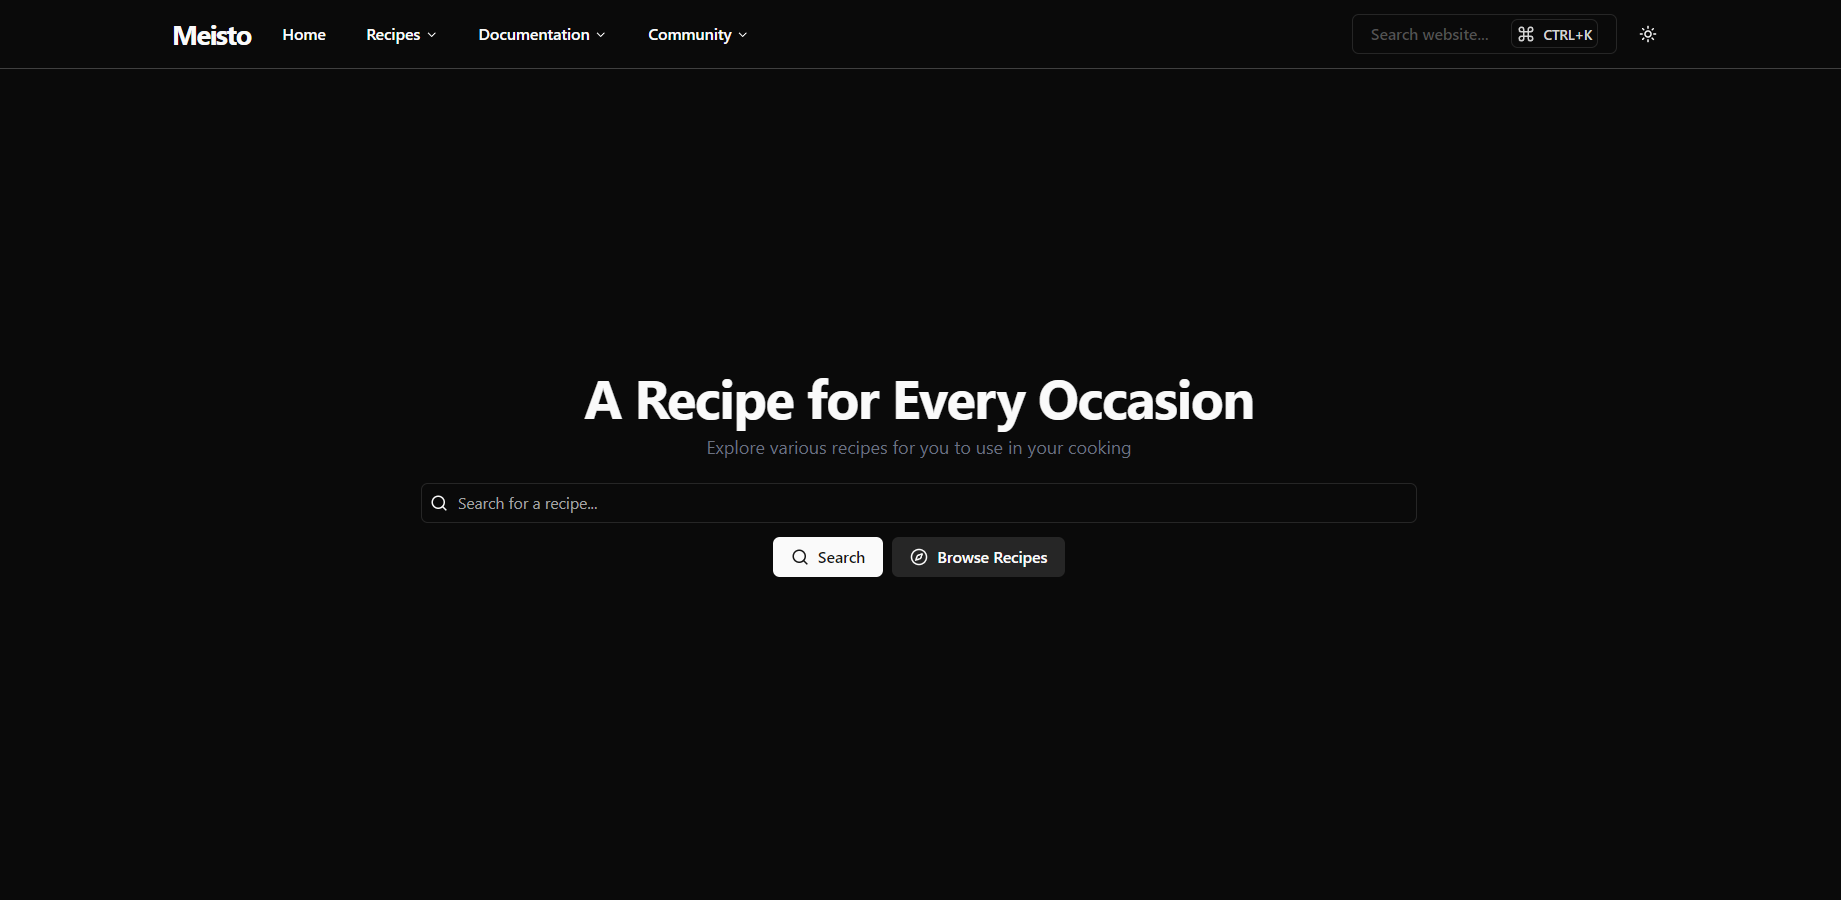 Meisto Home Recipes Documentation Community Search website... ⌘ CTRL+K
A Recipe for Every Occasion
Explore various recipes for you to use in your cooking
Search for a recipe...
Search Browse Recipes